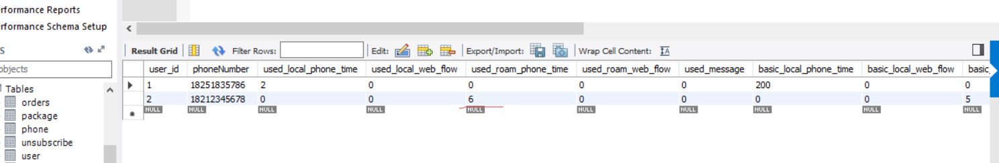 rformance Reports
rformance Schema Setup
S
Result Grid Filter Rows: Edit: Export/Import: Wrap Cell Content: IA
objects
user_id phoneNumber used_local_phone_time used_local_web_flow used_roam_phone_time used_roam_web_flow used_message basic_local_phone_time basic_local_web_flow basic_
Tables
1 18251835786 2 0 0 0 0 200 0 0
orders
2 18212345678 0 0 6 0 0 0 0 5
NULL NULL NULL NULL NULL NULL NULL NULL NULL NULL
package
phone
unsubscribe
user